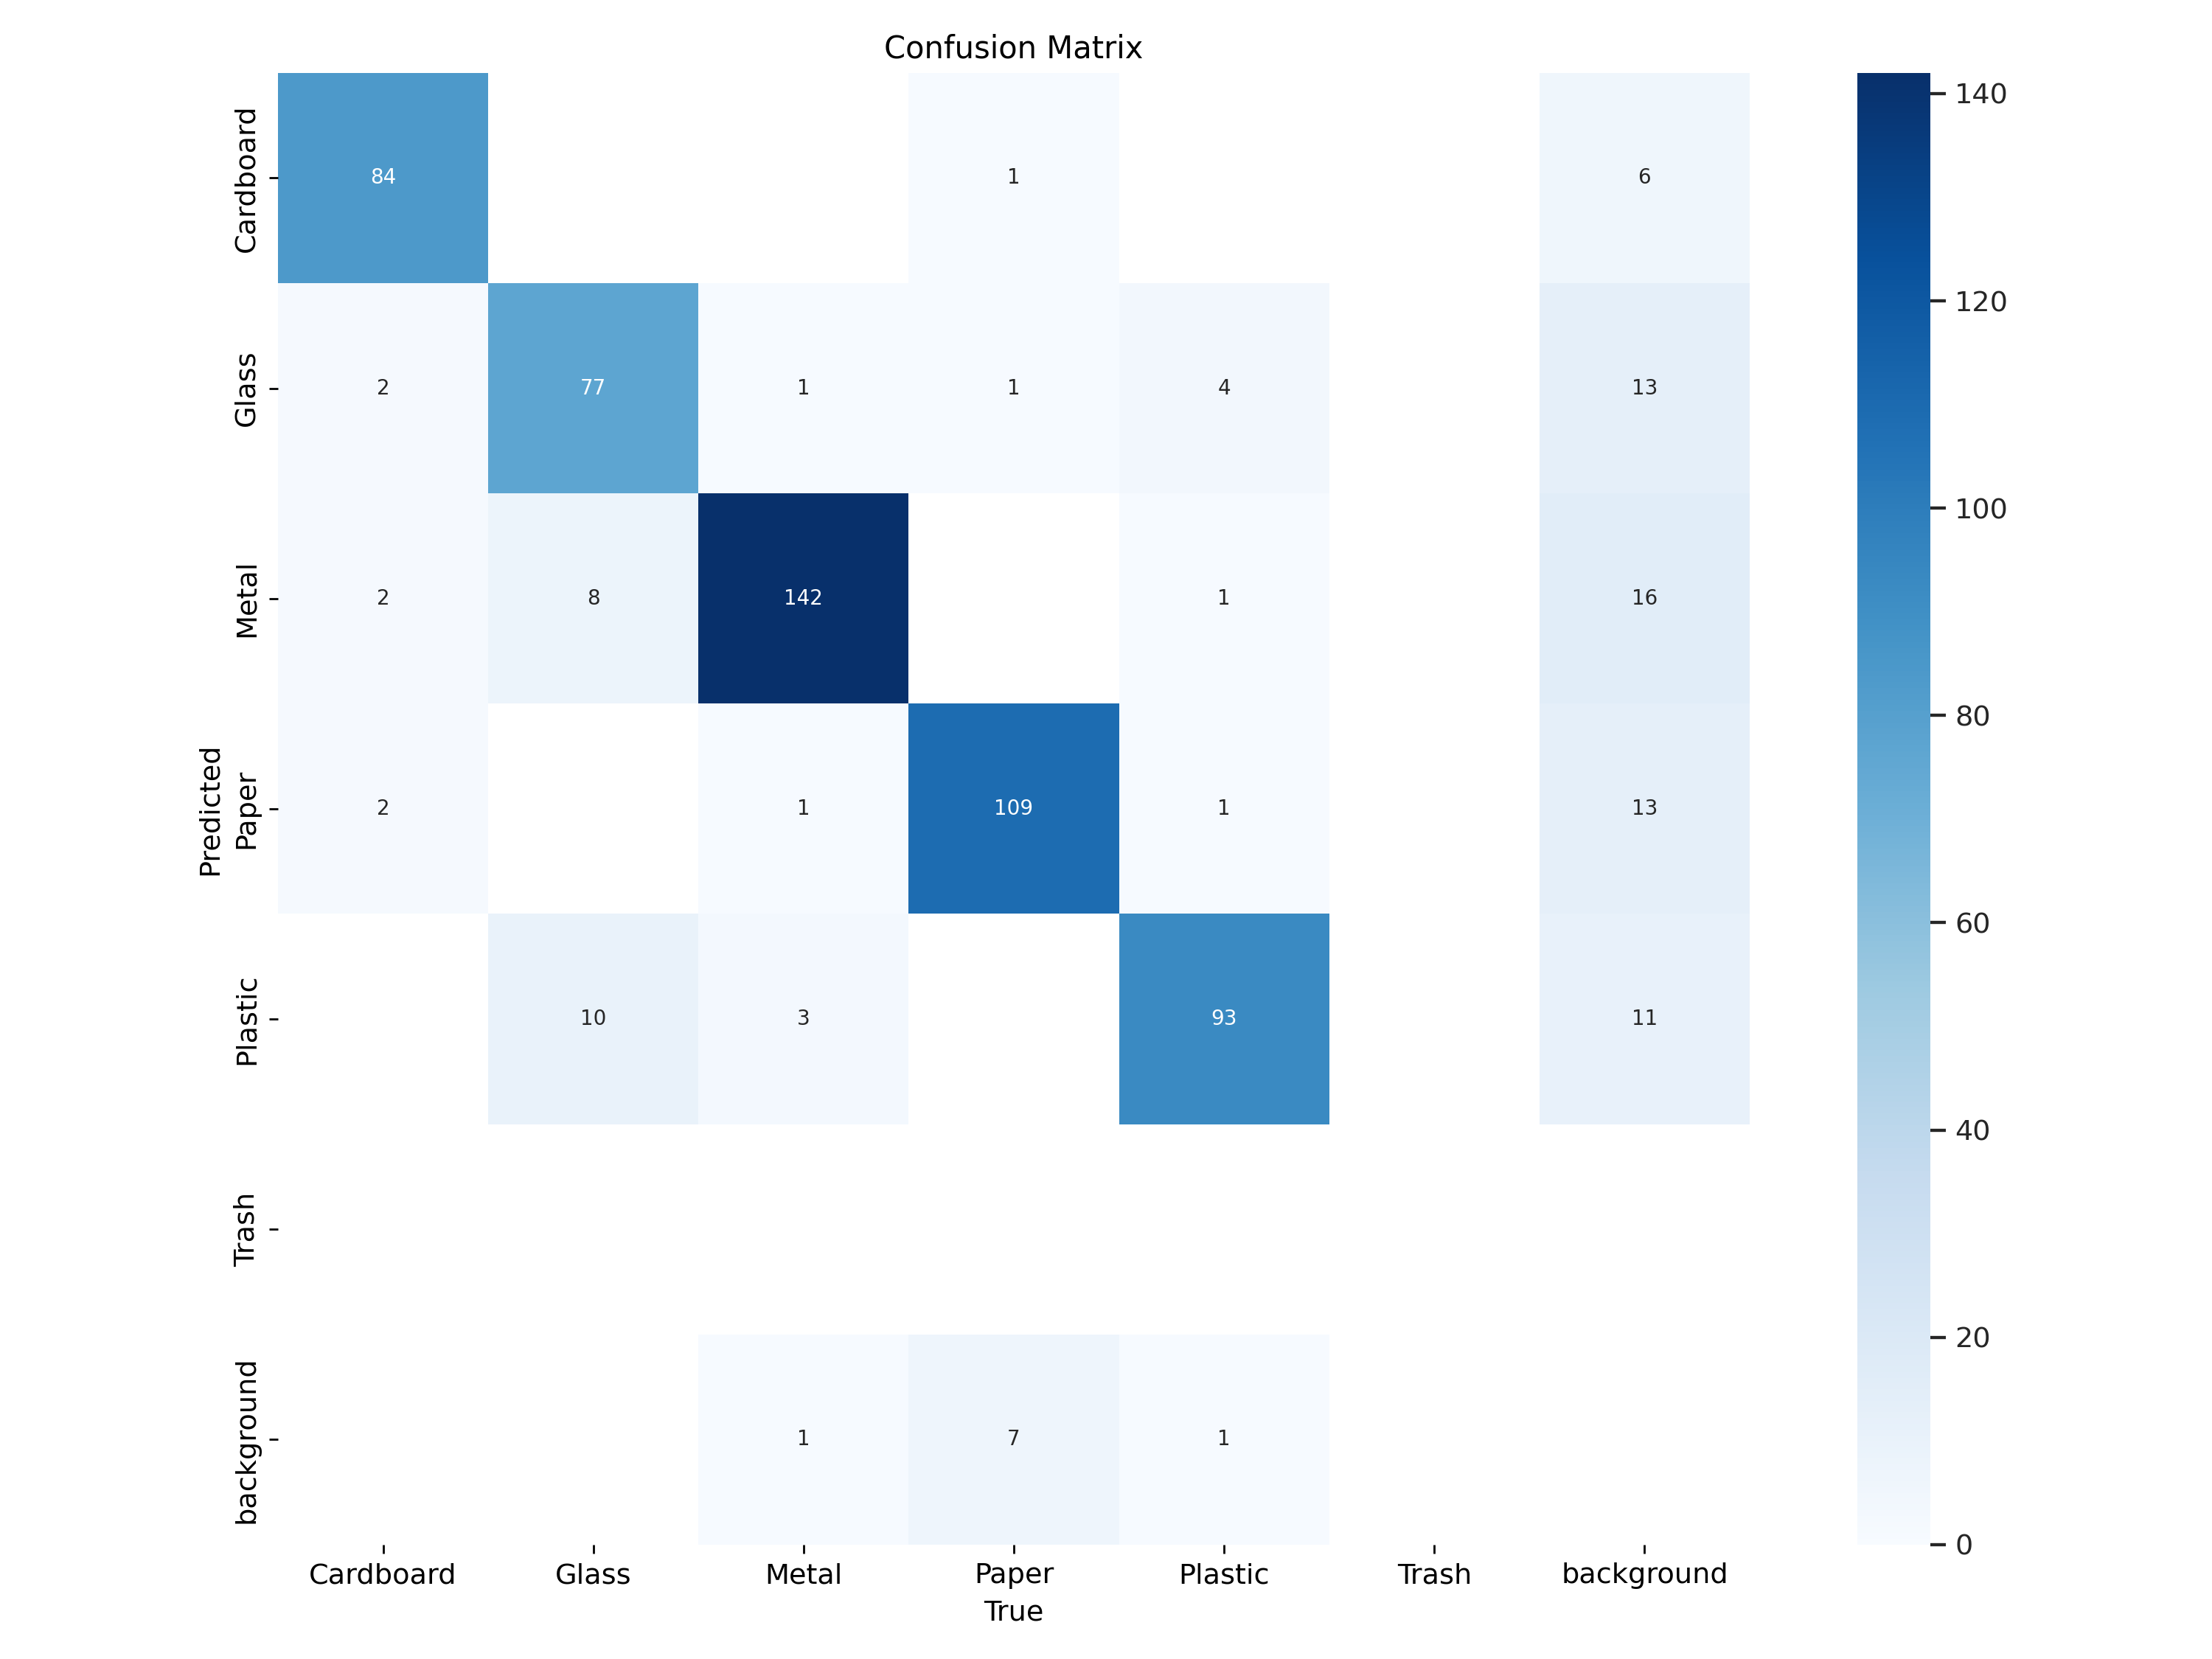 Confusion Matrix
Cardboard
84
1
6
140
120
Glass
2
77
1
1
4
13
100
Metal
2
8
142
1
16
80
Predicted
Paper
2
1
109
1
13
60
Plastic
10
3
93
11
40
Trash
20
background
1
7
1
0
Cardboard
Glass
Metal
Paper
Plastic
Trash
background
True